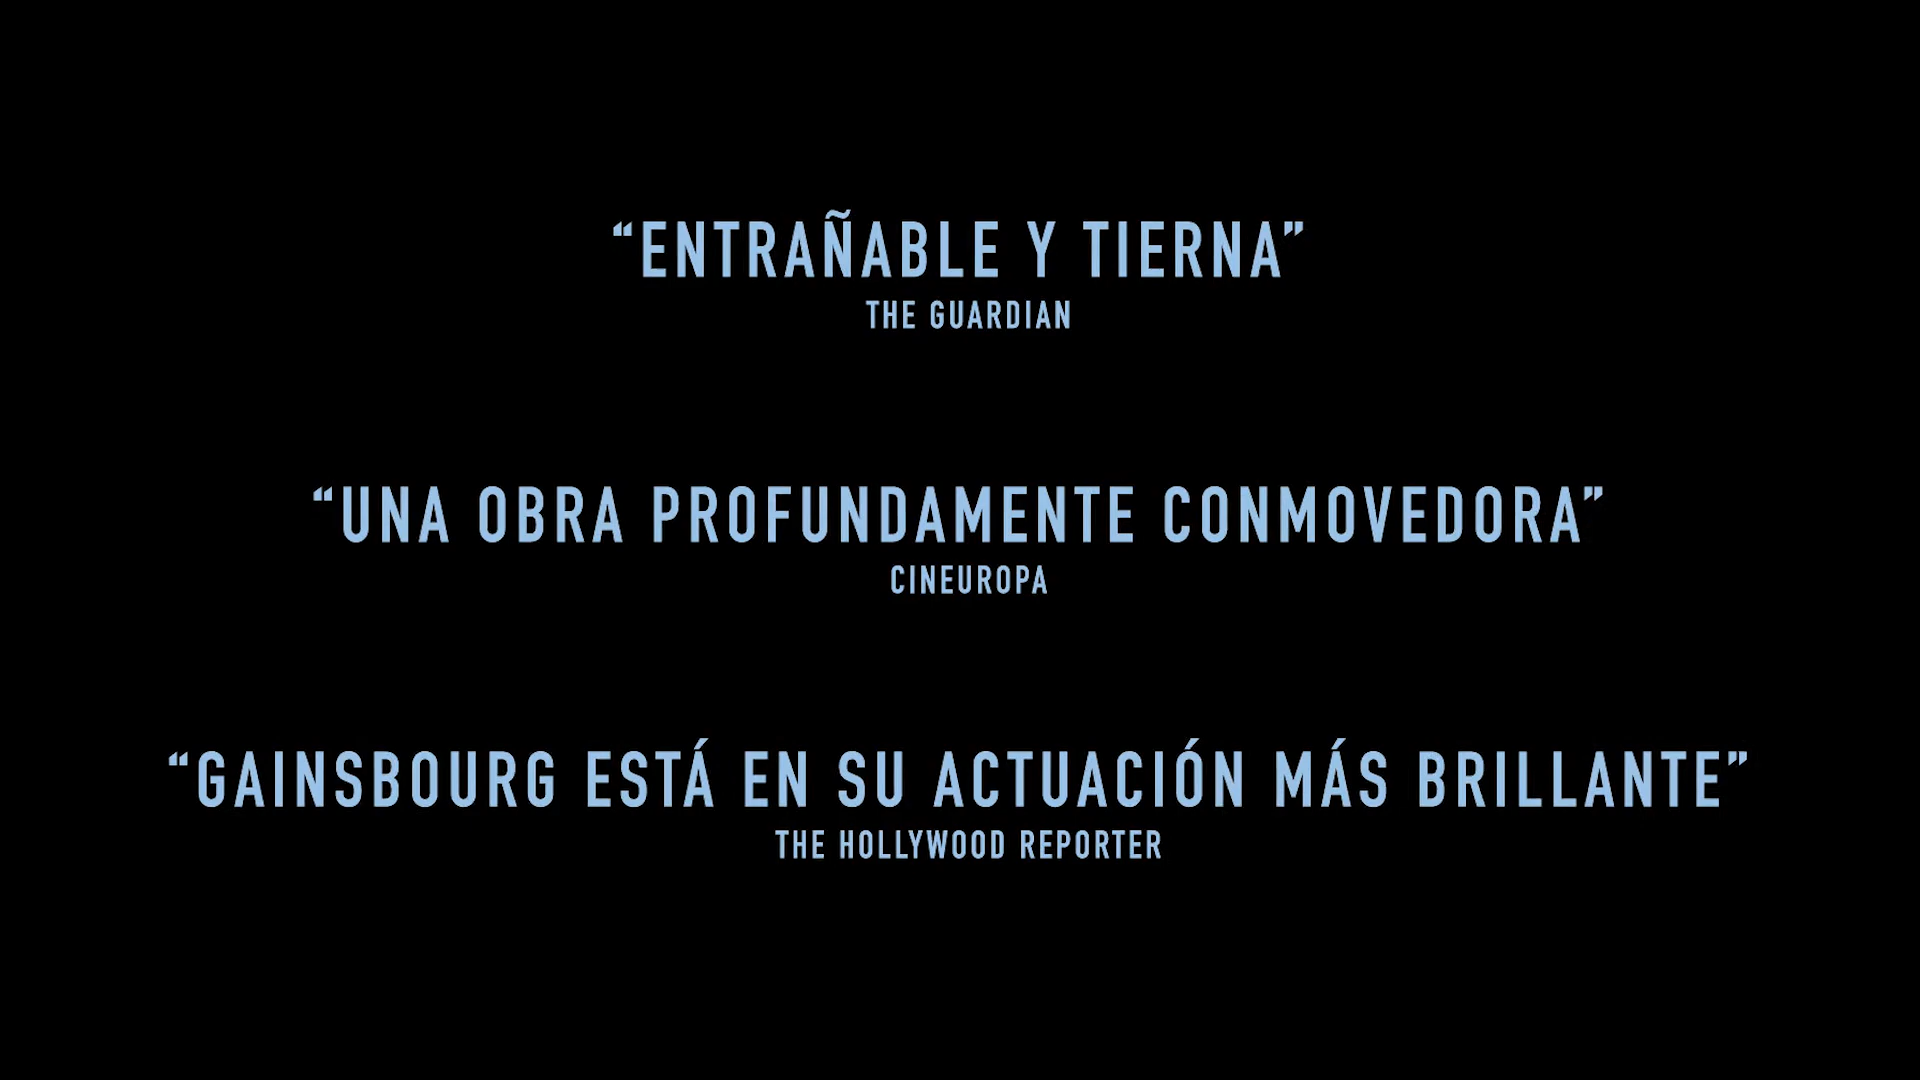 “ENTRAÑABLE Y TIERNA”
THE GUARDIAN
“UNA OBRA PROFUNDAMENTE CONMOVEDORA”
CINEUROPA
“GAINSBOURG ESTÁ EN SU ACTUACIÓN MÁS BRILLANTE”
THE HOLLYWOOD REPORTER